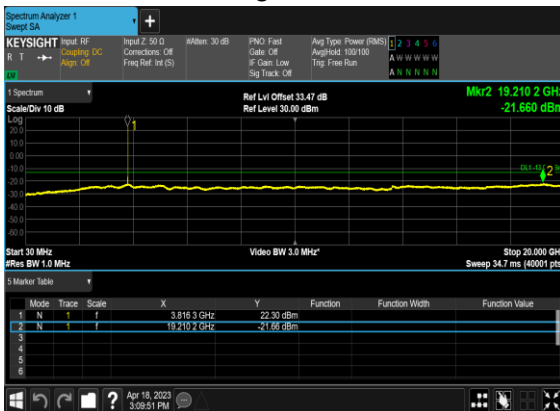 Spectrum Analyzer 1
Swept SA
KEYSIGHT
R T
LV
Input: RF
Coupling: DC
Align: Off
Input Z: 50 Ω
Corrections: Off
Freq Ref: Int (S)
#Atten: 30 dB
PNO: Fast
Gate: Off
IF Gain: Low
Sig Track: Off
Avg Type: Power (RMS)
Avg|Hold: 100/100
Trig: Free Run
1 2 3 4 5 6
A W W W W W
A N N N N N
1 Spectrum
Scale/Div 10 dB
Ref Lvl Offset 33.47 dB
Ref Level 30.00 dBm
Mkr2 19.210 2 GHz
-21.660 dBm
Log
20.0
10.0
0.00
-10.0
-20.0
-30.0
-40.0
-50.0
-60.0
1
2
Start 30 MHz
#Res BW 1.0 MHz
Video BW 3.0 MHz*
Stop 20.000 GH
Sweep 34.7 ms (40001 pts
5 Marker Table
Mode Trace Scale X Y Function Function Width Function Value
1 N 1 f 3.816 3 GHz 22.30 dBm
2 N 1 f 19.210 2 GHz -21.66 dBm
3
4
5
6
Apr 18, 2023
3:09:51 PM